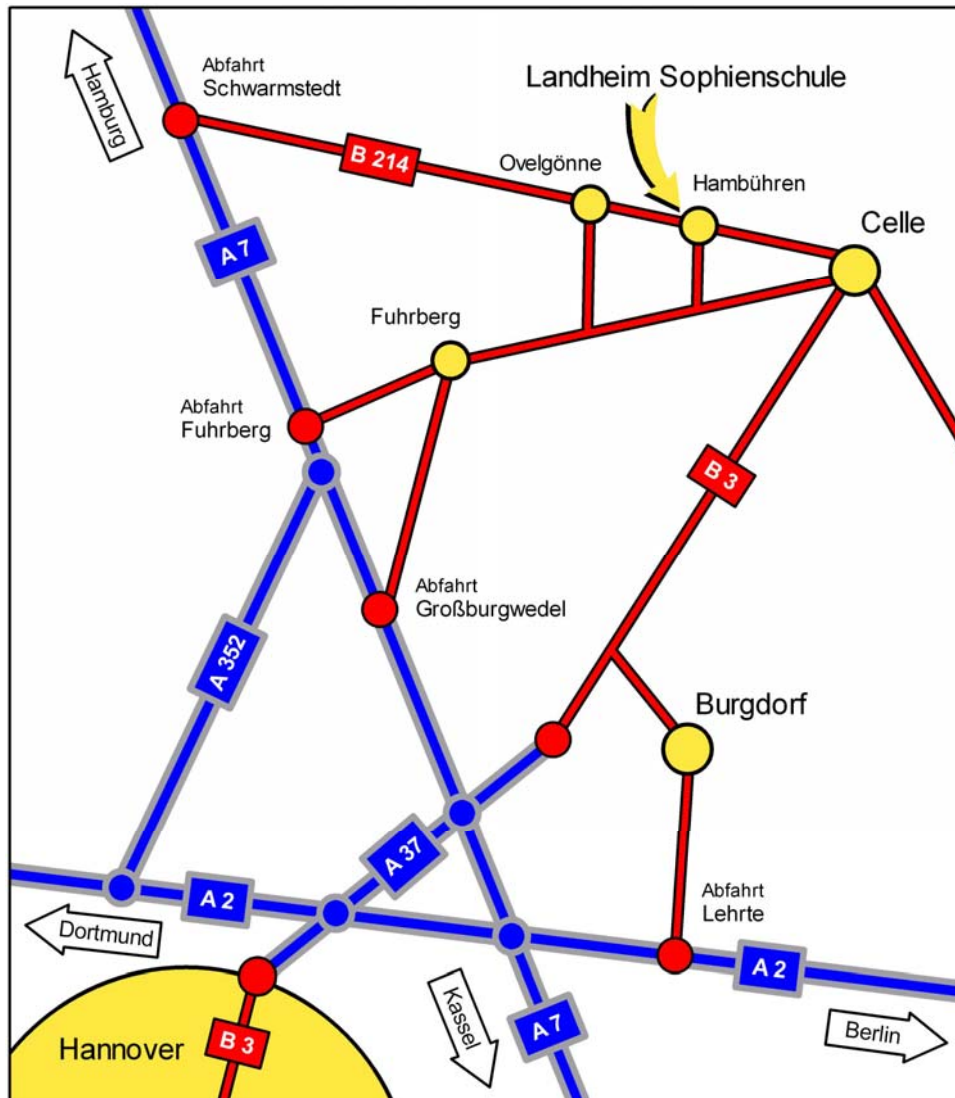 Hamburg
Abfahrt
Schwarmstedt
Landheim Sophienschule
B 214
Ovelgönne
Hambühren
Celle
A 7
Fuhrberg
Abfahrt
Fuhrberg
B 3
Abfahrt
Großburgwedel
A 352
Burgdorf
A 37
A 2
Abfahrt
Lehrte
Dortmund
A 2
Kassel
A 7
Berlin
Hannover
B 3